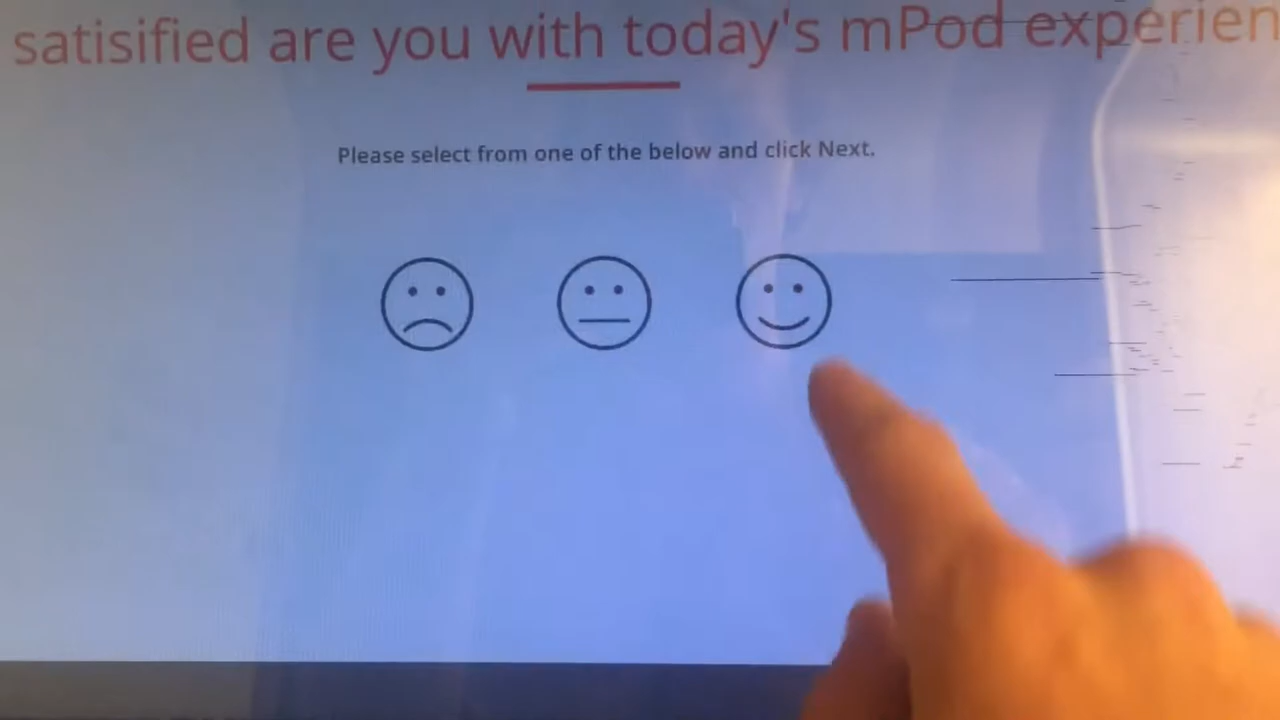 satisified are you with today's mPod experien
Please select from one of the below and click Next.